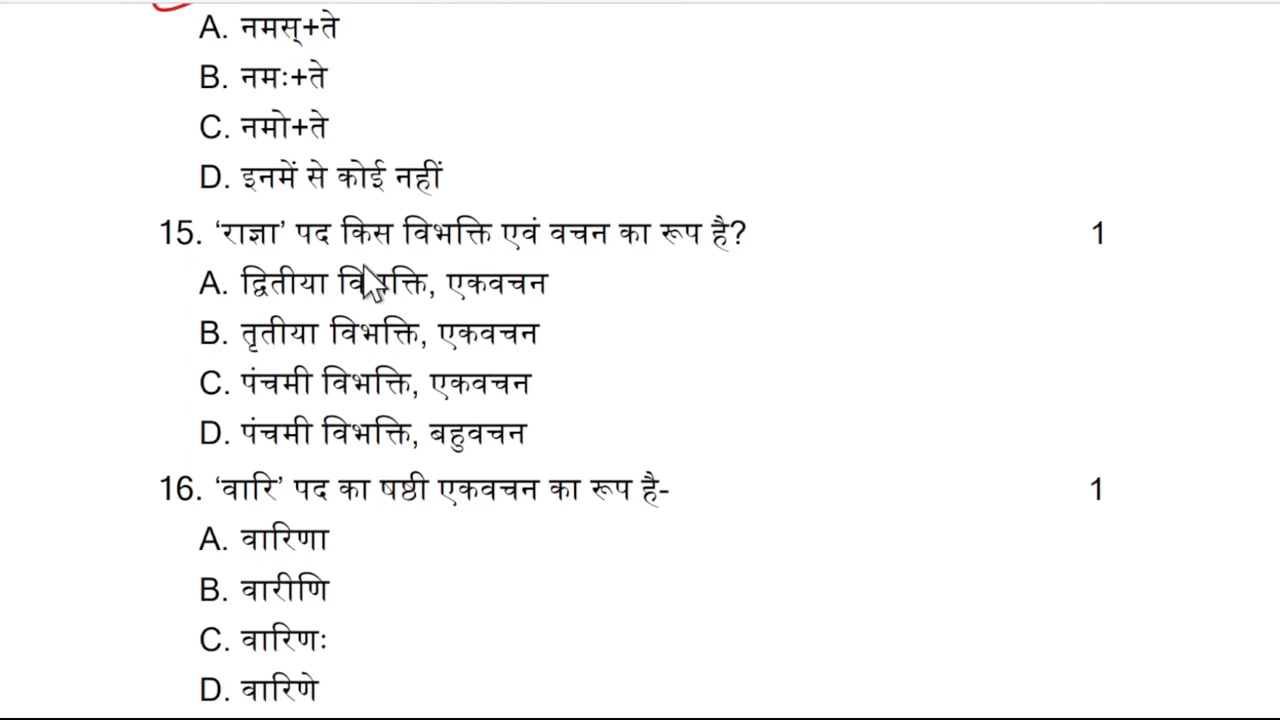 A. नमस्+ते
B. नमः+ते
C. नमो+ते
D. इनमें से कोई नहीं
15. ‘राज्ञा’ पद किस विभक्ति एवं वचन का रूप है? 1
A. द्वितीया विभक्ति, एकवचन
B. तृतीया विभक्ति, एकवचन
C. पंचमी विभक्ति, एकवचन
D. पंचमी विभक्ति, बहुवचन
16. ‘वारि’ पद का षष्ठी एकवचन का रूप है- 1
A. वारिणा
B. वारीणि
C. वारिणः
D. वारिणे